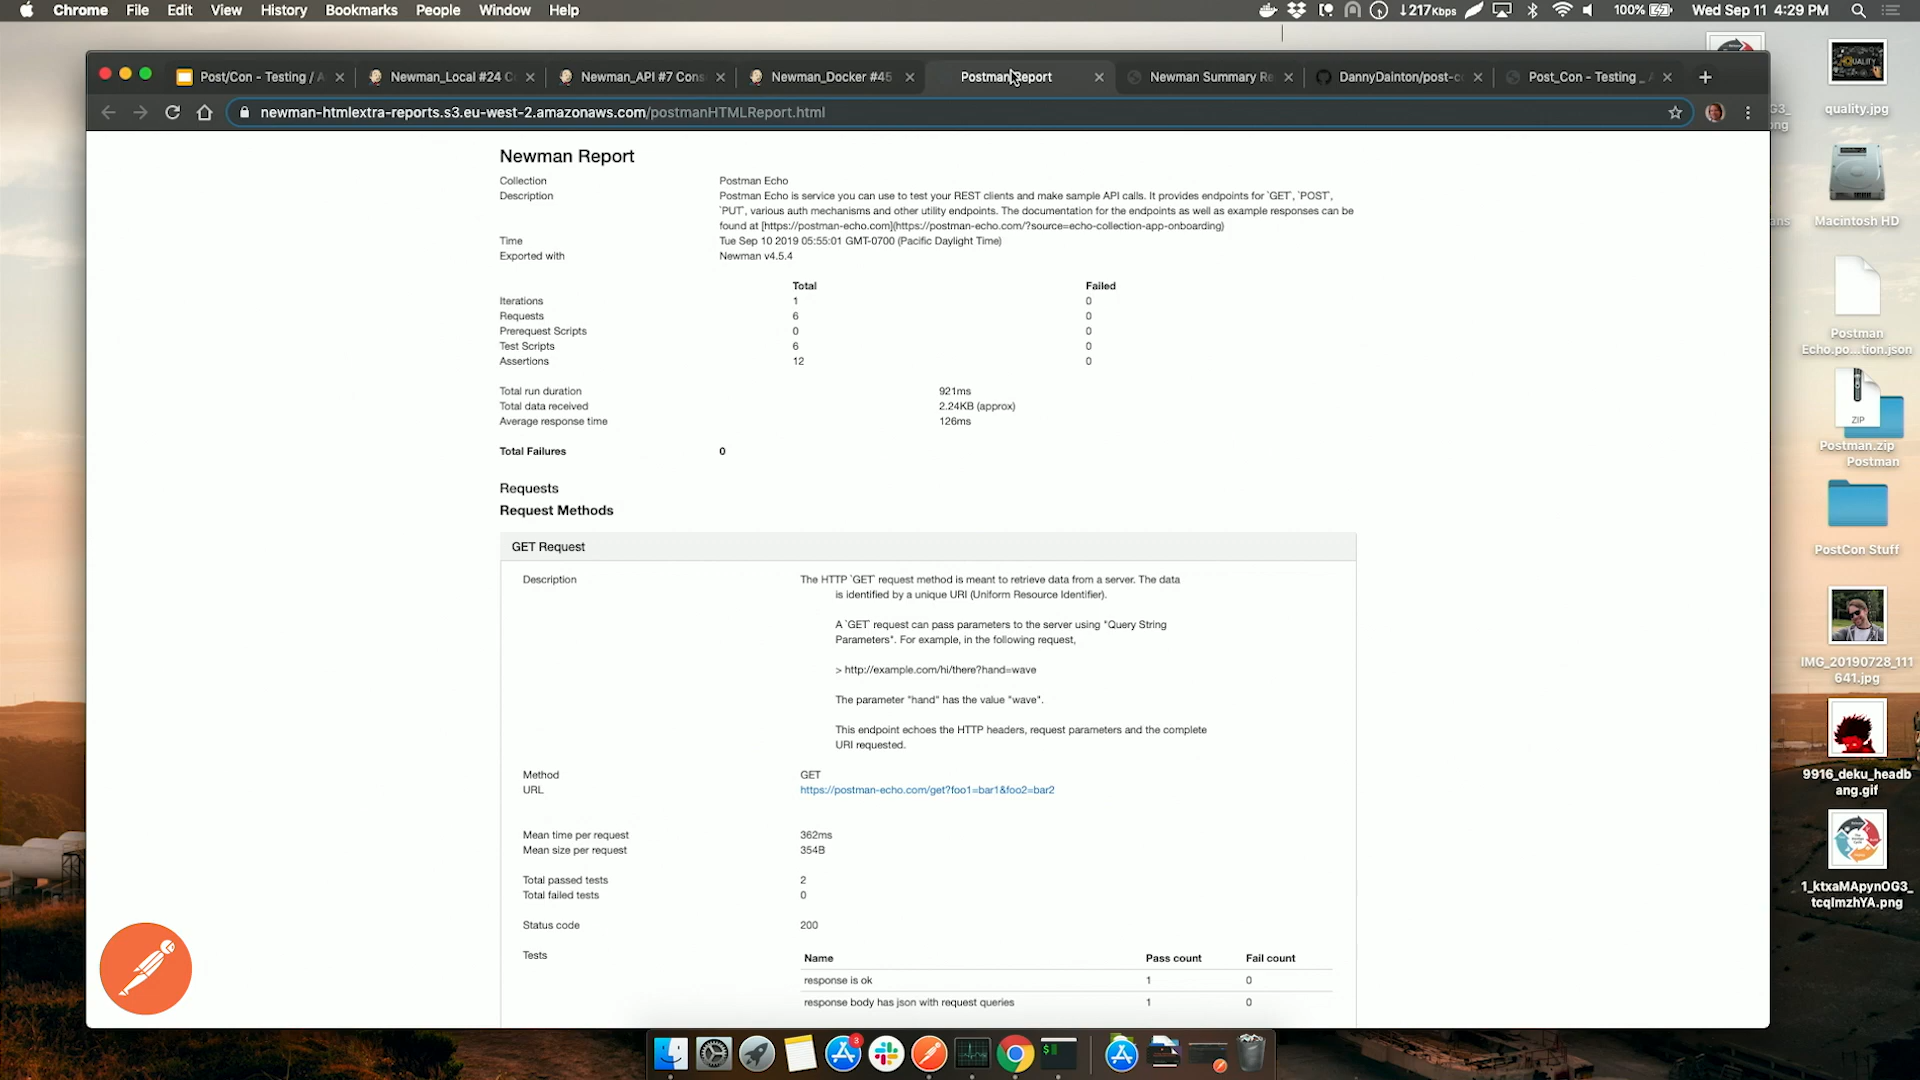 Chrome File Edit View History Bookmarks People Window Help
↓217Kbps 100% Wed Sep 11 4:29 PM
Post/Con - Testing / A
Newman_Local #24 C
Newman_API #7 Cons
Newman_Docker #45
Postman Report
Newman Summary Re
DannyDainton/post-c
Post_Con - Testing _ A
newman-htmlextra-reports.s3.eu-west-2.amazonaws.com/postmanHTMLReport.html
Newman Report
Collection Postman Echo
Description Postman Echo is service you can use to test your REST clients and make sample API calls. It provides endpoints for `GET`, `POST`,
`PUT`, various auth mechanisms and other utility endpoints. The documentation for the endpoints as well as example responses can be
found at [https://postman-echo.com](https://postman-echo.com/?source=echo-collection-app-onboarding)
Time Tue Sep 10 2019 05:55:01 GMT-0700 (Pacific Daylight Time)
Exported with Newman v4.5.4
Total Failed
Iterations 1 0
Requests 6 0
Prerequest Scripts 0 0
Test Scripts 6 0
Assertions 12 0
Total run duration 921ms
Total data received 2.24KB (approx)
Average response time 126ms
Total Failures 0
Requests
Request Methods
GET Request
Description The HTTP `GET` request method is meant to retrieve data from a server. The data
is identified by a unique URI (Uniform Resource Identifier).
A `GET` request can pass parameters to the server using "Query String
Parameters". For example, in the following request,
> http://example.com/hi/there?hand=wave
The parameter "hand" has the value "wave".
This endpoint echoes the HTTP headers, request parameters and the complete
URI requested.
Method GET
URL https://postman-echo.com/get?foo1=bar1&foo2=bar2
Mean time per request 362ms
Mean size per request 354B
Total passed tests 2
Total failed tests 0
Status code 200
Tests Name Pass count Fail count
response is ok 1 0
response body has json with request queries 1 0
quality.jpg
Macintosh HD
Postman
Echo.po...tion.json
ZIP
Postman.zip
Postman
PostCon Stuff
IMG_20190728_111
641.jpg
9916_deku_headb
ang.gif
1_ktxaMApynOG3_
tcqImzhYA.png
3